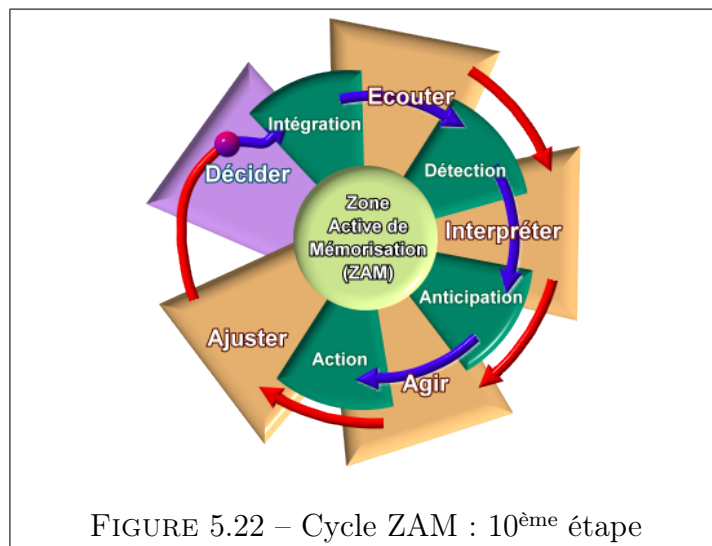 Ecouter
Intégration
Détection
Décider
Zone
Active de
Mémorisation
(ZAM)
Interpréter
Anticipation
Ajuster
Action
Agir
FIGURE 5.22 – Cycle ZAM : 10ème étape